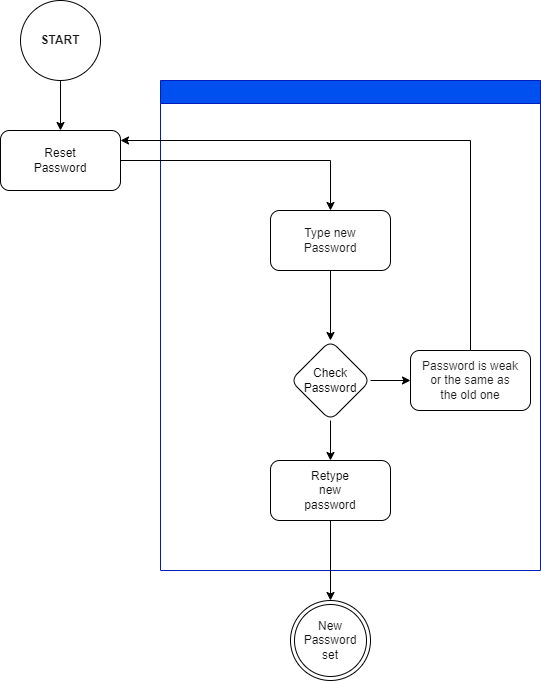 START
Reset
Password
Type new
Password
Check
Password
Password is weak
or the same as
the old one
Retype
new
password
New
Password
set